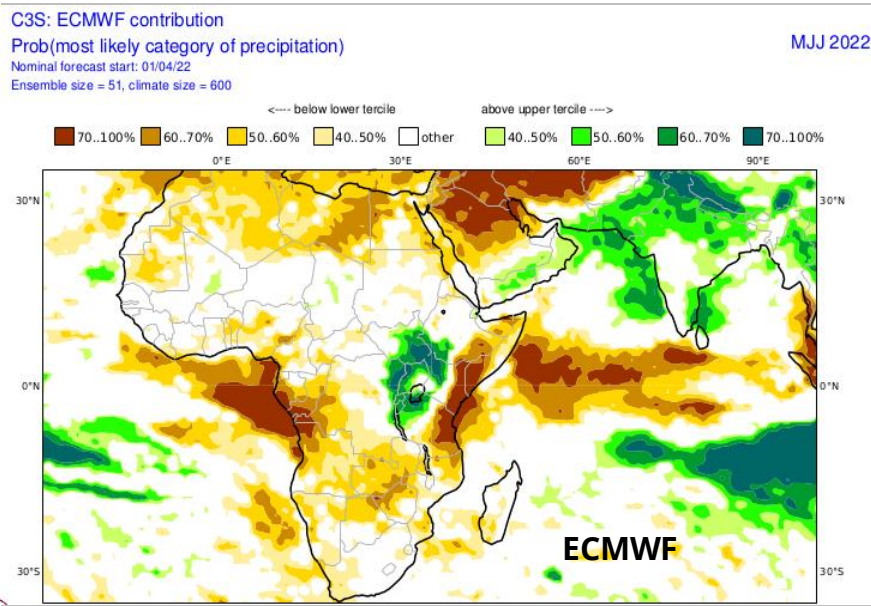 C3S: ECMWF contribution
Prob(most likely category of precipitation)
MJJ 2022
Nominal forecast start: 01/04/22
Ensemble size = 51, climate size = 600
<---- below lower tercile
above upper tercile ---->
70..100% 60..70% 50..60% 40..50% other 40..50% 50..60% 60..70% 70..100%
0°E 30°E 60°E 90°E
30°N 30°N
0°N 0°N
30°S 30°S
ECMWF